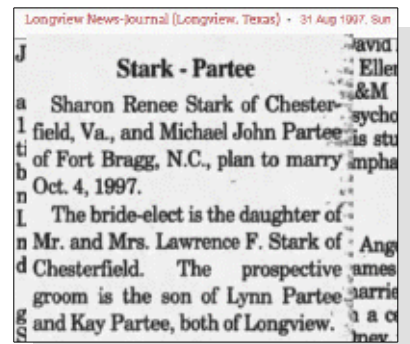 Longview News-Journal (Longview, Texas) · 31 Aug 1997, Sun
Stark - Partee
Sharon Renee Stark of Chester-
field, Va., and Michael John Partee
of Fort Bragg, N.C., plan to marry
Oct. 4, 1997.
The bride-elect is the daughter of
Mr. and Mrs. Lawrence F. Stark of
Chesterfield. The prospective
groom is the son of Lynn Partee
and Kay Partee, both of Longview.